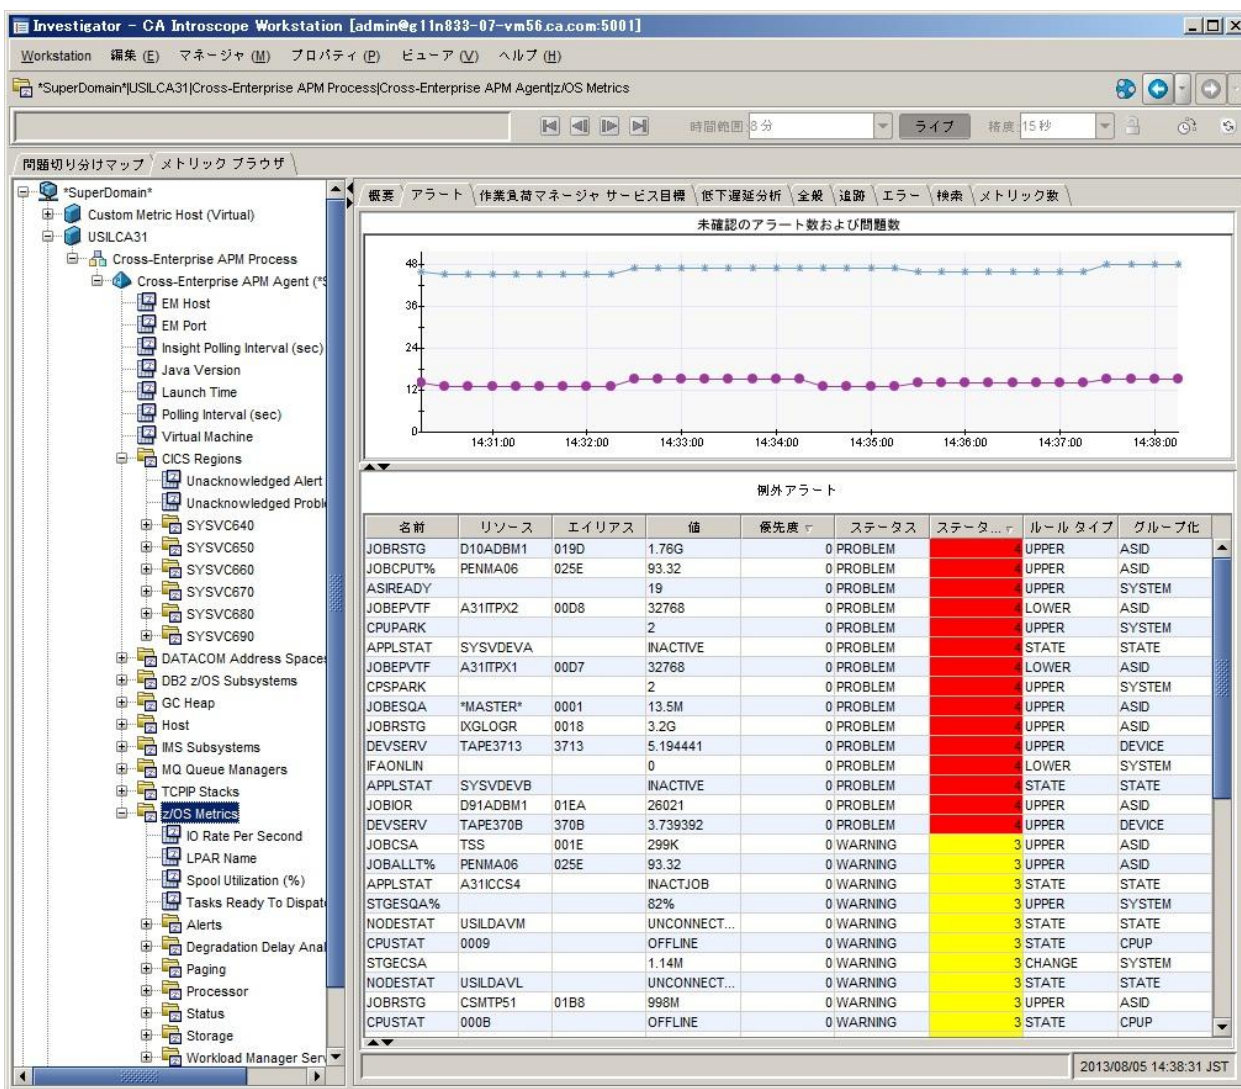 Investigator - CA Introscope Workstation [admin@g11n833-07-vm56.ca.com:5001]
Workstation 編集 (E) マネージャ (M) プロパティ (P) ビューア (V) ヘルプ (H)
*SuperDomain*|USILCA31|Cross-Enterprise APM Process|Cross-Enterprise APM Agent|z/OS Metrics
時間範囲: 8 分 ライブ 精度: 15 秒
問題切り分けマップ メトリック ブラウザ
*SuperDomain*
Custom Metric Host (Virtual)
USILCA31
Cross-Enterprise APM Process
Cross-Enterprise APM Agent (*S
EM Host
EM Port
Insight Polling Interval (sec)
Java Version
Launch Time
Polling Interval (sec)
Virtual Machine
CICS Regions
Unacknowledged Alert
Unacknowledged Proble
SYSVC640
SYSVC650
SYSVC660
SYSVC670
SYSVC680
SYSVC690
DATACOM Address Spaces
DB2 z/OS Subsystems
GC Heap
Host
IMS Subsystems
MQ Queue Managers
TCPIP Stacks
z/OS Metrics
IO Rate Per Second
LPAR Name
Spool Utilization (%)
Tasks Ready To Dispat
Alerts
Degradation Delay Anal
Paging
Processor
Status
Storage
Workload Manager Serv
概要 アラート 作業負荷マネージャ サービス目標 低下遅延分析 全般 追跡 エラー 検索 メトリック数
未確認のアラート数および問題数
48
36
24
12
0
14:31:00 14:32:00 14:33:00 14:34:00 14:35:00 14:36:00 14:37:00 14:38:00
例外アラート
名前 リソース エイリアス 値 優先度 ステータス ステータ... ルール タイプ グループ化
JOBRSTG D10ADBM1 019D 1.76G 0 PROBLEM 4 UPPER ASID
JOBCPUT% PENMA06 025E 93.32 0 PROBLEM 4 UPPER ASID
ASIREADY 19 0 PROBLEM 4 UPPER SYSTEM
JOBEPVTF A31ITPX2 00D8 32768 0 PROBLEM 4 LOWER ASID
CPUPARK 2 0 PROBLEM 4 UPPER SYSTEM
APPLSTAT SYSVDEVA INACTIVE 0 PROBLEM 4 STATE STATE
JOBEPVTF A31ITPX1 00D7 32768 0 PROBLEM 4 LOWER ASID
CPSPARK 2 0 PROBLEM 4 UPPER SYSTEM
JOBESQA *MASTER* 0001 13.5M 0 PROBLEM 4 UPPER ASID
JOBRSTG IXGLOGR 0018 3.2G 0 PROBLEM 4 UPPER ASID
DEVSERV TAPE3713 3713 5.194441 0 PROBLEM 4 UPPER DEVICE
IFAONLIN 0 0 PROBLEM 4 LOWER SYSTEM
APPLSTAT SYSVDEVB INACTIVE 0 PROBLEM 4 STATE STATE
JOBIOR D91ADBM1 01EA 26021 0 PROBLEM 4 UPPER ASID
DEVSERV TAPE370B 370B 3.739392 0 PROBLEM 4 UPPER DEVICE
JOBCSA TSS 001E 299K 0 WARNING 3 UPPER ASID
JOBALLT% PENMA06 025E 93.32 0 WARNING 3 UPPER ASID
APPLSTAT A31ICCS4 INACTJOB 0 WARNING 3 STATE STATE
STGESQA% 82% 0 WARNING 3 UPPER SYSTEM
NODESTAT USILDAVM UNCONNECT... 0 WARNING 3 STATE STATE
CPUSTAT 0009 OFFLINE 0 WARNING 3 STATE CPUP
STGECSA 1.14M 0 WARNING 3 CHANGE SYSTEM
NODESTAT USILDAVL UNCONNECT... 0 WARNING 3 STATE STATE
JOBRSTG CSMTP51 01B8 998M 0 WARNING 3 UPPER ASID
CPUSTAT 000B OFFLINE 0 WARNING 3 STATE CPUP
2013/08/05 14:38:31 JST